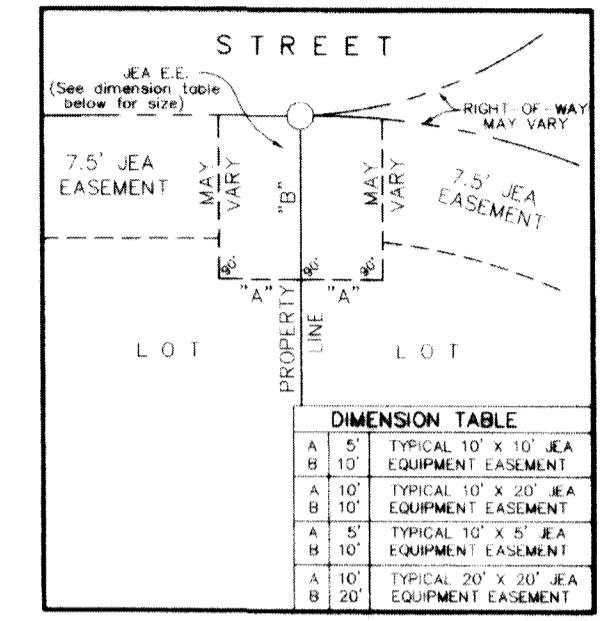 STREET
JEA E.E.
(See dimension table
below for size)
RIGHT-OF-WAY
MAY VARY
7.5' JEA
EASEMENT
MAY
VARY
"B"
MAY
VARY
7.5' JEA
EASEMENT
90°
90°
90°
"A"
"A"
PROPERTY
LINE
LOT
LOT
DIMENSION TABLE
A 5' TYPICAL 10' X 10' JEA
B 10' EQUIPMENT EASEMENT
A 10' TYPICAL 10' X 20' JEA
B 10' EQUIPMENT EASEMENT
A 5' TYPICAL 10' X 5' JEA
B 10' EQUIPMENT EASEMENT
A 10' TYPICAL 20' X 20' JEA
B 20' EQUIPMENT EASEMENT